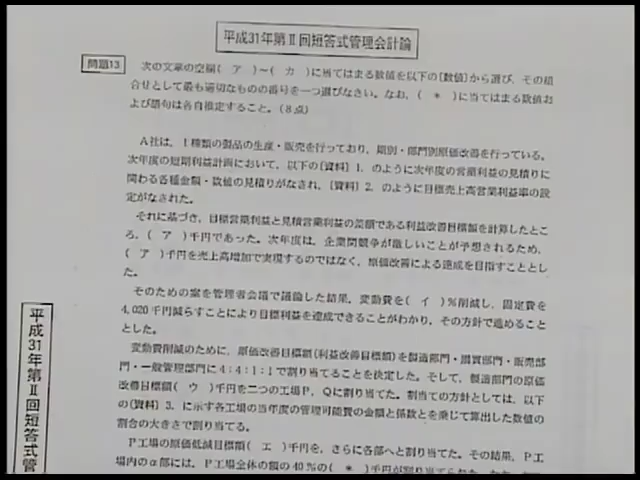 平成31年第Ⅱ回短答式管理会計論
問題13
次の文章の空欄( ア )～( カ )に当てはまる数値を以下の[数値]から選び、その組
合せとして最も適切なものの番号を一つ選びなさい。なお、( * )に当てはまる数値お
よび語句は各自推定すること。(8点)
A社は、1種類の製品の生産・販売を行っており、期別・部門別原価改善を行っている。
次年度の短期利益計画において、以下の[資料]1. のように次年度の営業利益の見積りに
関わる各種金額・数値の見積りがなされ、[資料]2. のように目標売上高営業利益率の設
定がなされた。
それに基づき、目標営業利益と見積営業利益の差額である利益改善目標額を計算したとこ
ろ、( ア )千円であった。次年度は、企業間競争が激しいことが予想されるため、
( ア )千円を売上高増加で実現するのではなく、原価改善による達成を目指すこととし
た。
そのための案を管理者会議で議論した結果、変動費を( イ )%削減し、固定費を
4,020千円減らすことにより目標利益を達成できることがわかり、その方針で進めること
とした。
変動費削減のために、原価改善目標額(利益改善目標額)を製造部門・購買部門・販売部
門・一般管理部門に4:4:1:1で割り当てることを決定した。そして、製造部門の原価
改善目標額( ウ )千円を二つの工場P、Qに割り当てた。割当ての方針としては、以下
の[資料]3. に示す各工場の当年度の管理可能費の金額と係数とを乗じて算出した数値の
割合の大きさで割り当てる。
P工場の原価低減目標額( エ )千円を、さらに各部へと割り当てた。その結果、P工
場内のα部には、P工場全体の額の40%の( * )千円が割り当てられた。
平成31年第Ⅱ回短答式管